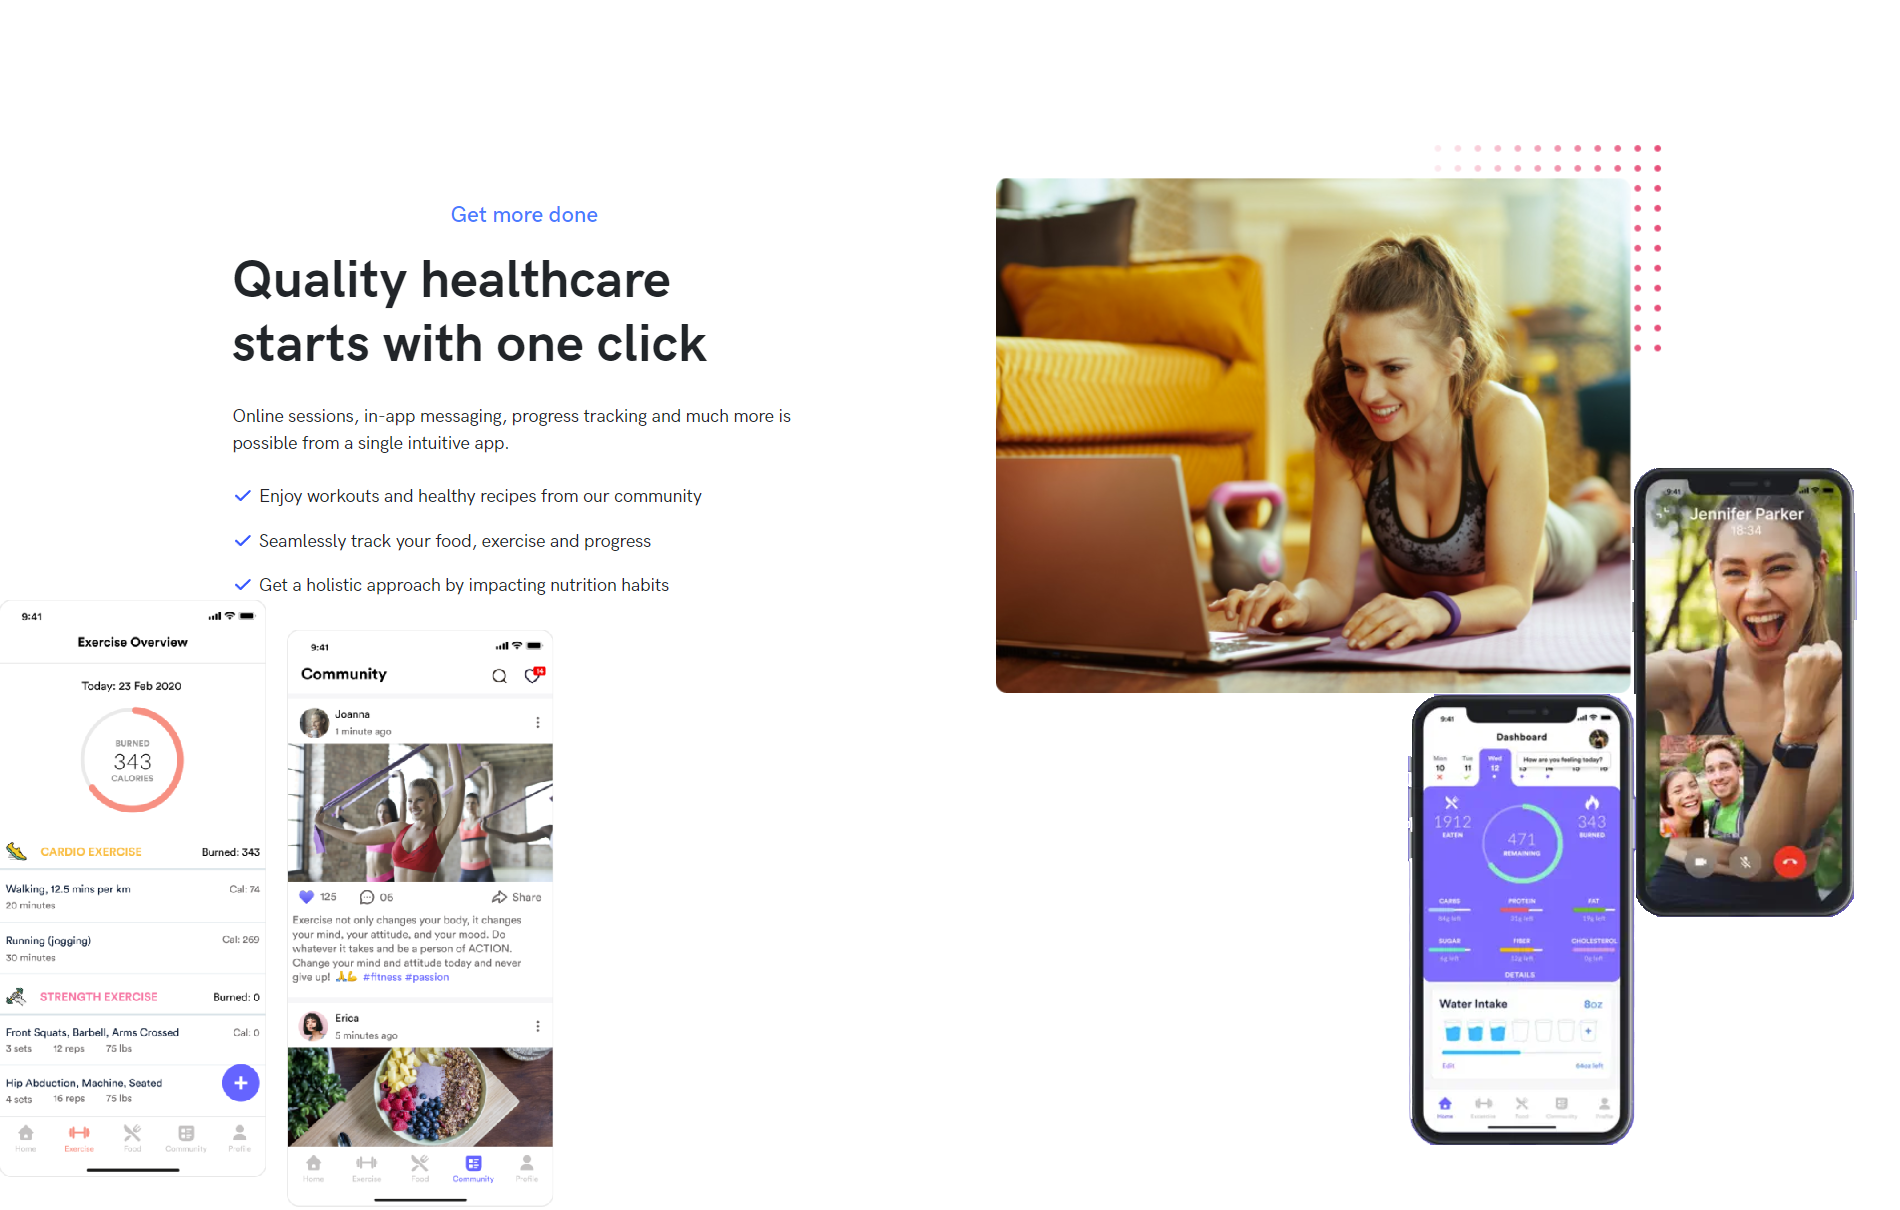 Get more done
Quality healthcare
starts with one click
Online sessions, in-app messaging, progress tracking and much more is
possible from a single intuitive app.
Enjoy workouts and healthy recipes from our community
Seamlessly track your food, exercise and progress
Get a holistic approach by impacting nutrition habits
9:41
Exercise Overview
Today: 23 Feb 2020
BURNED
343
CALORIES
CARDIO EXERCISE Burned: 343
Walking, 12.5 mins per km Cal: 74
20 minutes
Running (jogging) Cal: 269
30 minutes
STRENGTH EXERCISE Burned: 0
Front Squats, Barbell, Arms Crossed Cal: 0
3 sets 12 reps 75 lbs
Hip Abduction, Machine, Seated
4 sets 16 reps 75 lbs
Home Exercise Food Community Profile
9:41
Community
14
Joanna
1 minute ago
125 06 Share
Exercise not only changes your body, it changes
your mind, your attitude, and your mood. Do
whatever it takes and be a person of ACTION.
Change your mind and attitude today and never
give up! 🙏💪 #fitness #passion
Erica
5 minutes ago
Home Exercise Food Community Profile
9:41
Jennifer Parker
18:34
9:41
Dashboard
Mon Tue Wed
10 11 12
How are you feeling today?
1912 343
EATEN BURNED
471
REMAINING
CARBS PROTEIN FAT
SUGAR FIBER CHOLESTEROL
DETAILS
Water Intake 8oz
Edit 64oz left
Home Exercise Food Community Profile